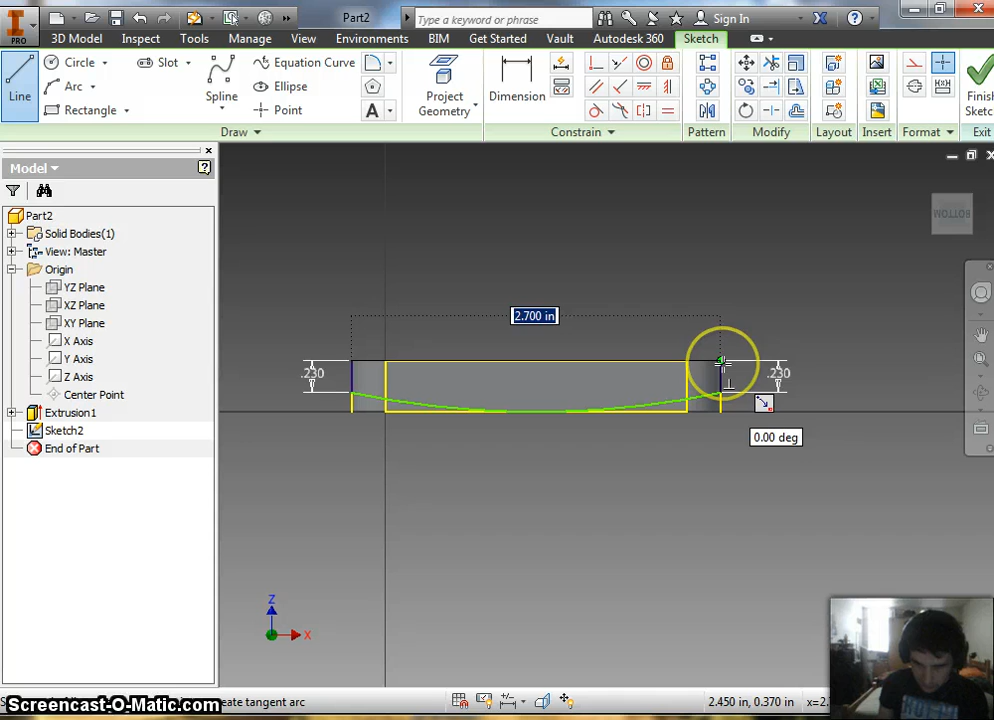 Part2
Type a keyword or phrase
Sign In
PRO
3D Model
Inspect
Tools
Manage
View
Environments
BIM
Get Started
Vault
Autodesk 360
Sketch
Line
Circle
Slot
Arc
Rectangle
Spline
Equation Curve
Ellipse
Point
A
Project
Geometry
Dimension
Finish
Sketc
Draw
Constrain
Pattern
Modify
Layout
Insert
Format
Exit
Model
Part2
Solid Bodies(1)
View: Master
Origin
YZ Plane
XZ Plane
XY Plane
X Axis
Y Axis
Z Axis
Center Point
Extrusion1
Sketch2
End of Part
BOTTOM
2.700 in
.230
.230
0.00 deg
Z
X
create tangent arc
2.450 in, 0.370 in
Screencast-O-Matic.com